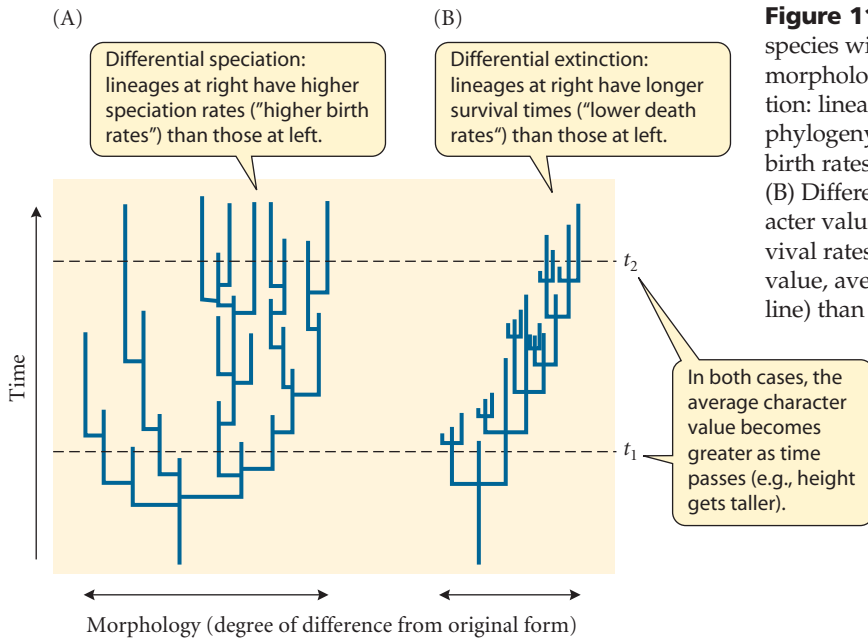 (A)
(B)
Differential speciation:
lineages at right have higher
speciation rates (”higher birth
rates”) than those at left.
Differential extinction:
lineages at right have longer
survival times (“lower death
rates“) than those at left.
Figure 11
species wi
morpholo
tion: linea
phylogeny
birth rates
(B) Differe
acter valu
vival rates
value, ave
line) than
Time
t2
t1
In both cases, the
average character
value becomes
greater as time
passes (e.g., height
gets taller).
Morphology (degree of difference from original form)